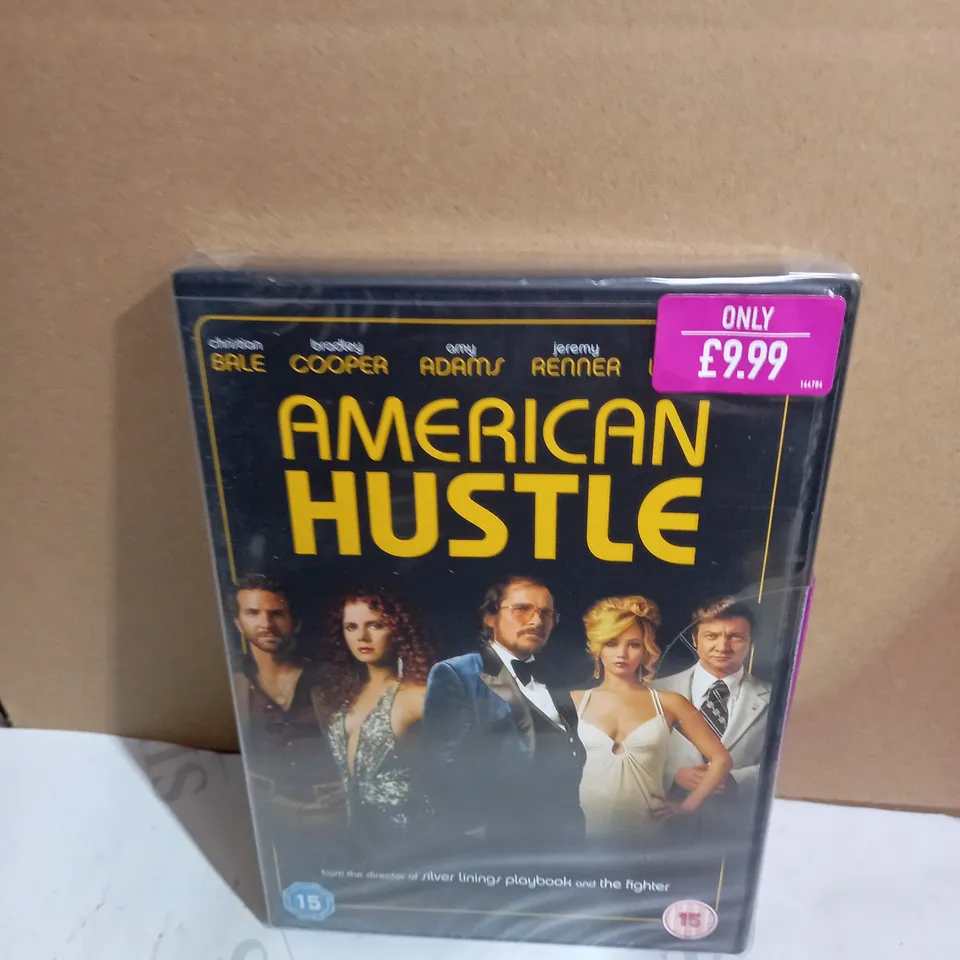 ONLY
£9.99
144784
christian bradley amy jeremy
BALE COOPER ADAMS RENNER
AMERICAN
HUSTLE
from the director of silver linings playbook and the fighter
15
15